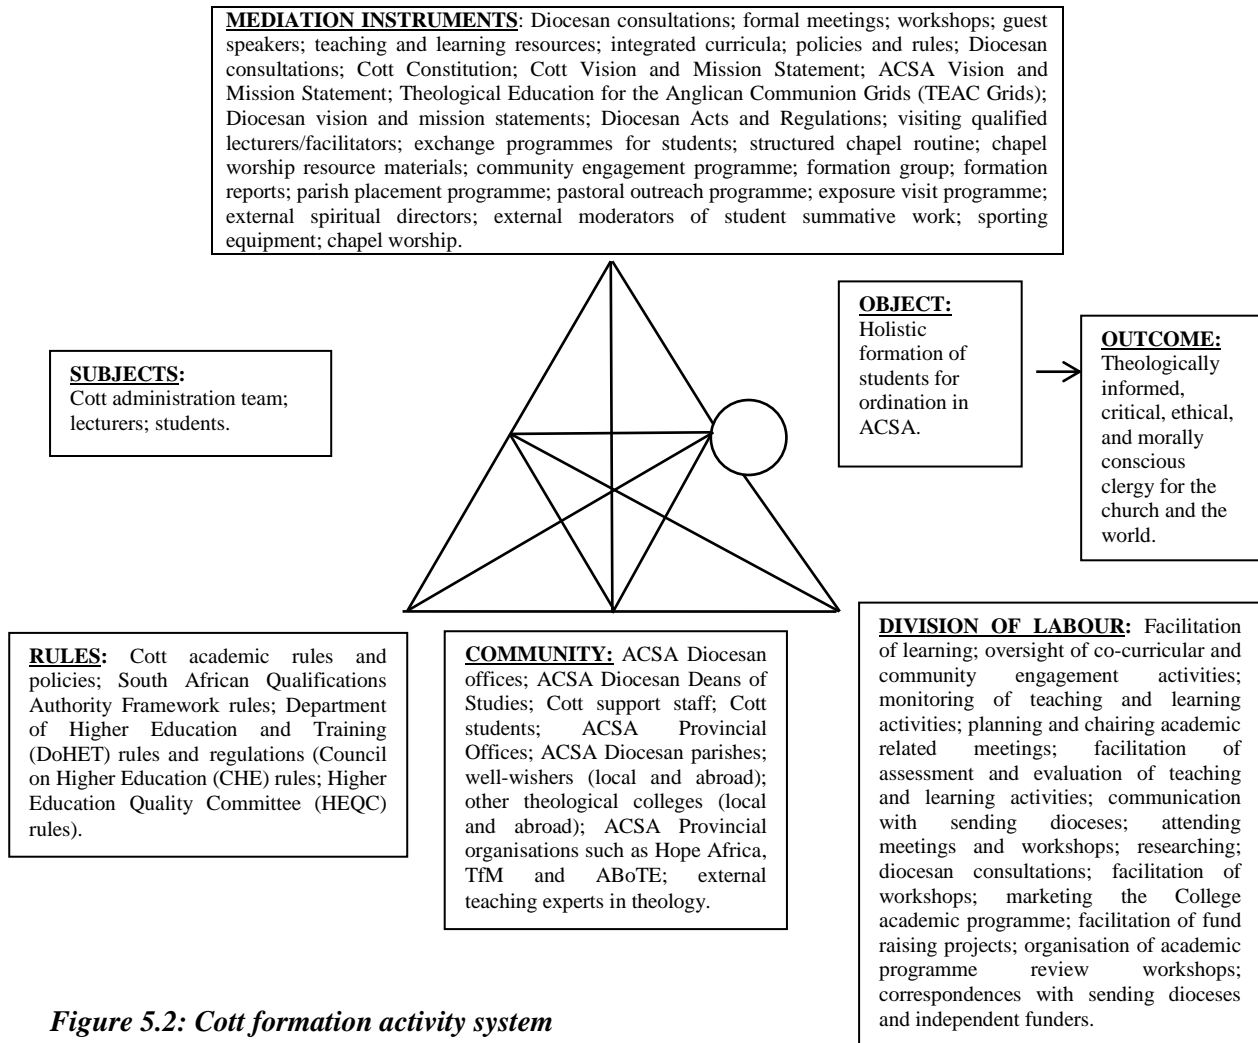 MEDIATION INSTRUMENTS: Diocesan consultations; formal meetings; workshops; guest
speakers; teaching and learning resources; integrated curricula; policies and rules; Diocesan
consultations; Cott Constitution; Cott Vision and Mission Statement; ACSA Vision and
Mission Statement; Theological Education for the Anglican Communion Grids (TEAC Grids);
Diocesan vision and mission statements; Diocesan Acts and Regulations; visiting qualified
lecturers/facilitators; exchange programmes for students; structured chapel routine; chapel
worship resource materials; community engagement programme; formation group; formation
reports; parish placement programme; pastoral outreach programme; exposure visit programme;
external spiritual directors; external moderators of student summative work; sporting
equipment; chapel worship.
SUBJECTS:
Cott administration team;
lecturers; students.
OBJECT:
Holistic
formation of
students for
ordination in
ACSA.
OUTCOME:
Theologically
informed,
critical, ethical,
and morally
conscious
clergy for the
church and the
world.
RULES: Cott academic rules and
policies; South African Qualifications
Authority Framework rules; Department
of Higher Education and Training
(DoHET) rules and regulations (Council
on Higher Education (CHE) rules; Higher
Education Quality Committee (HEQC)
rules).
COMMUNITY: ACSA Diocesan
offices; ACSA Diocesan Deans of
Studies; Cott support staff; Cott
students; ACSA Provincial
Offices; ACSA Diocesan parishes;
well-wishers (local and abroad);
other theological colleges (local
and abroad); ACSA Provincial
organisations such as Hope Africa,
TfM and ABoTE; external
teaching experts in theology.
DIVISION OF LABOUR: Facilitation
of learning; oversight of co-curricular and
community engagement activities;
monitoring of teaching and learning
activities; planning and chairing academic
related meetings; facilitation of
assessment and evaluation of teaching
and learning activities; communication
with sending dioceses; attending
meetings and workshops; researching;
diocesan consultations; facilitation of
workshops; marketing the College
academic programme; facilitation of fund
raising projects; organisation of academic
programme review workshops;
correspondences with sending dioceses
and independent funders.
Figure 5.2: Cott formation activity system